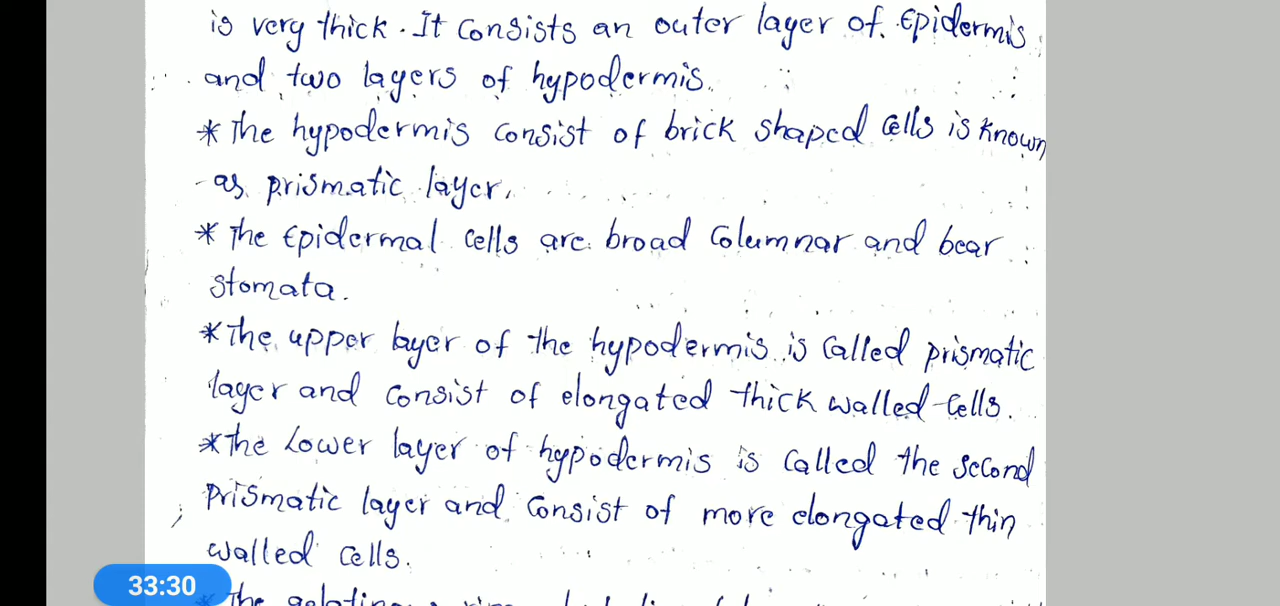 is very thick. It consists an outer layer of Epidermis
and two layers of hypodermis.
* The hypodermis consist of brick shaped cells is known
as prismatic layer.
* The Epidermal cells are broad columnar and bear
stomata.
* The upper layer of the hypodermis is called prismatic
layer and consist of elongated thick walled cells.
* The Lower layer of hypodermis is called the second
prismatic layer and consist of more elongated thin
walled cells.
33:30
* The